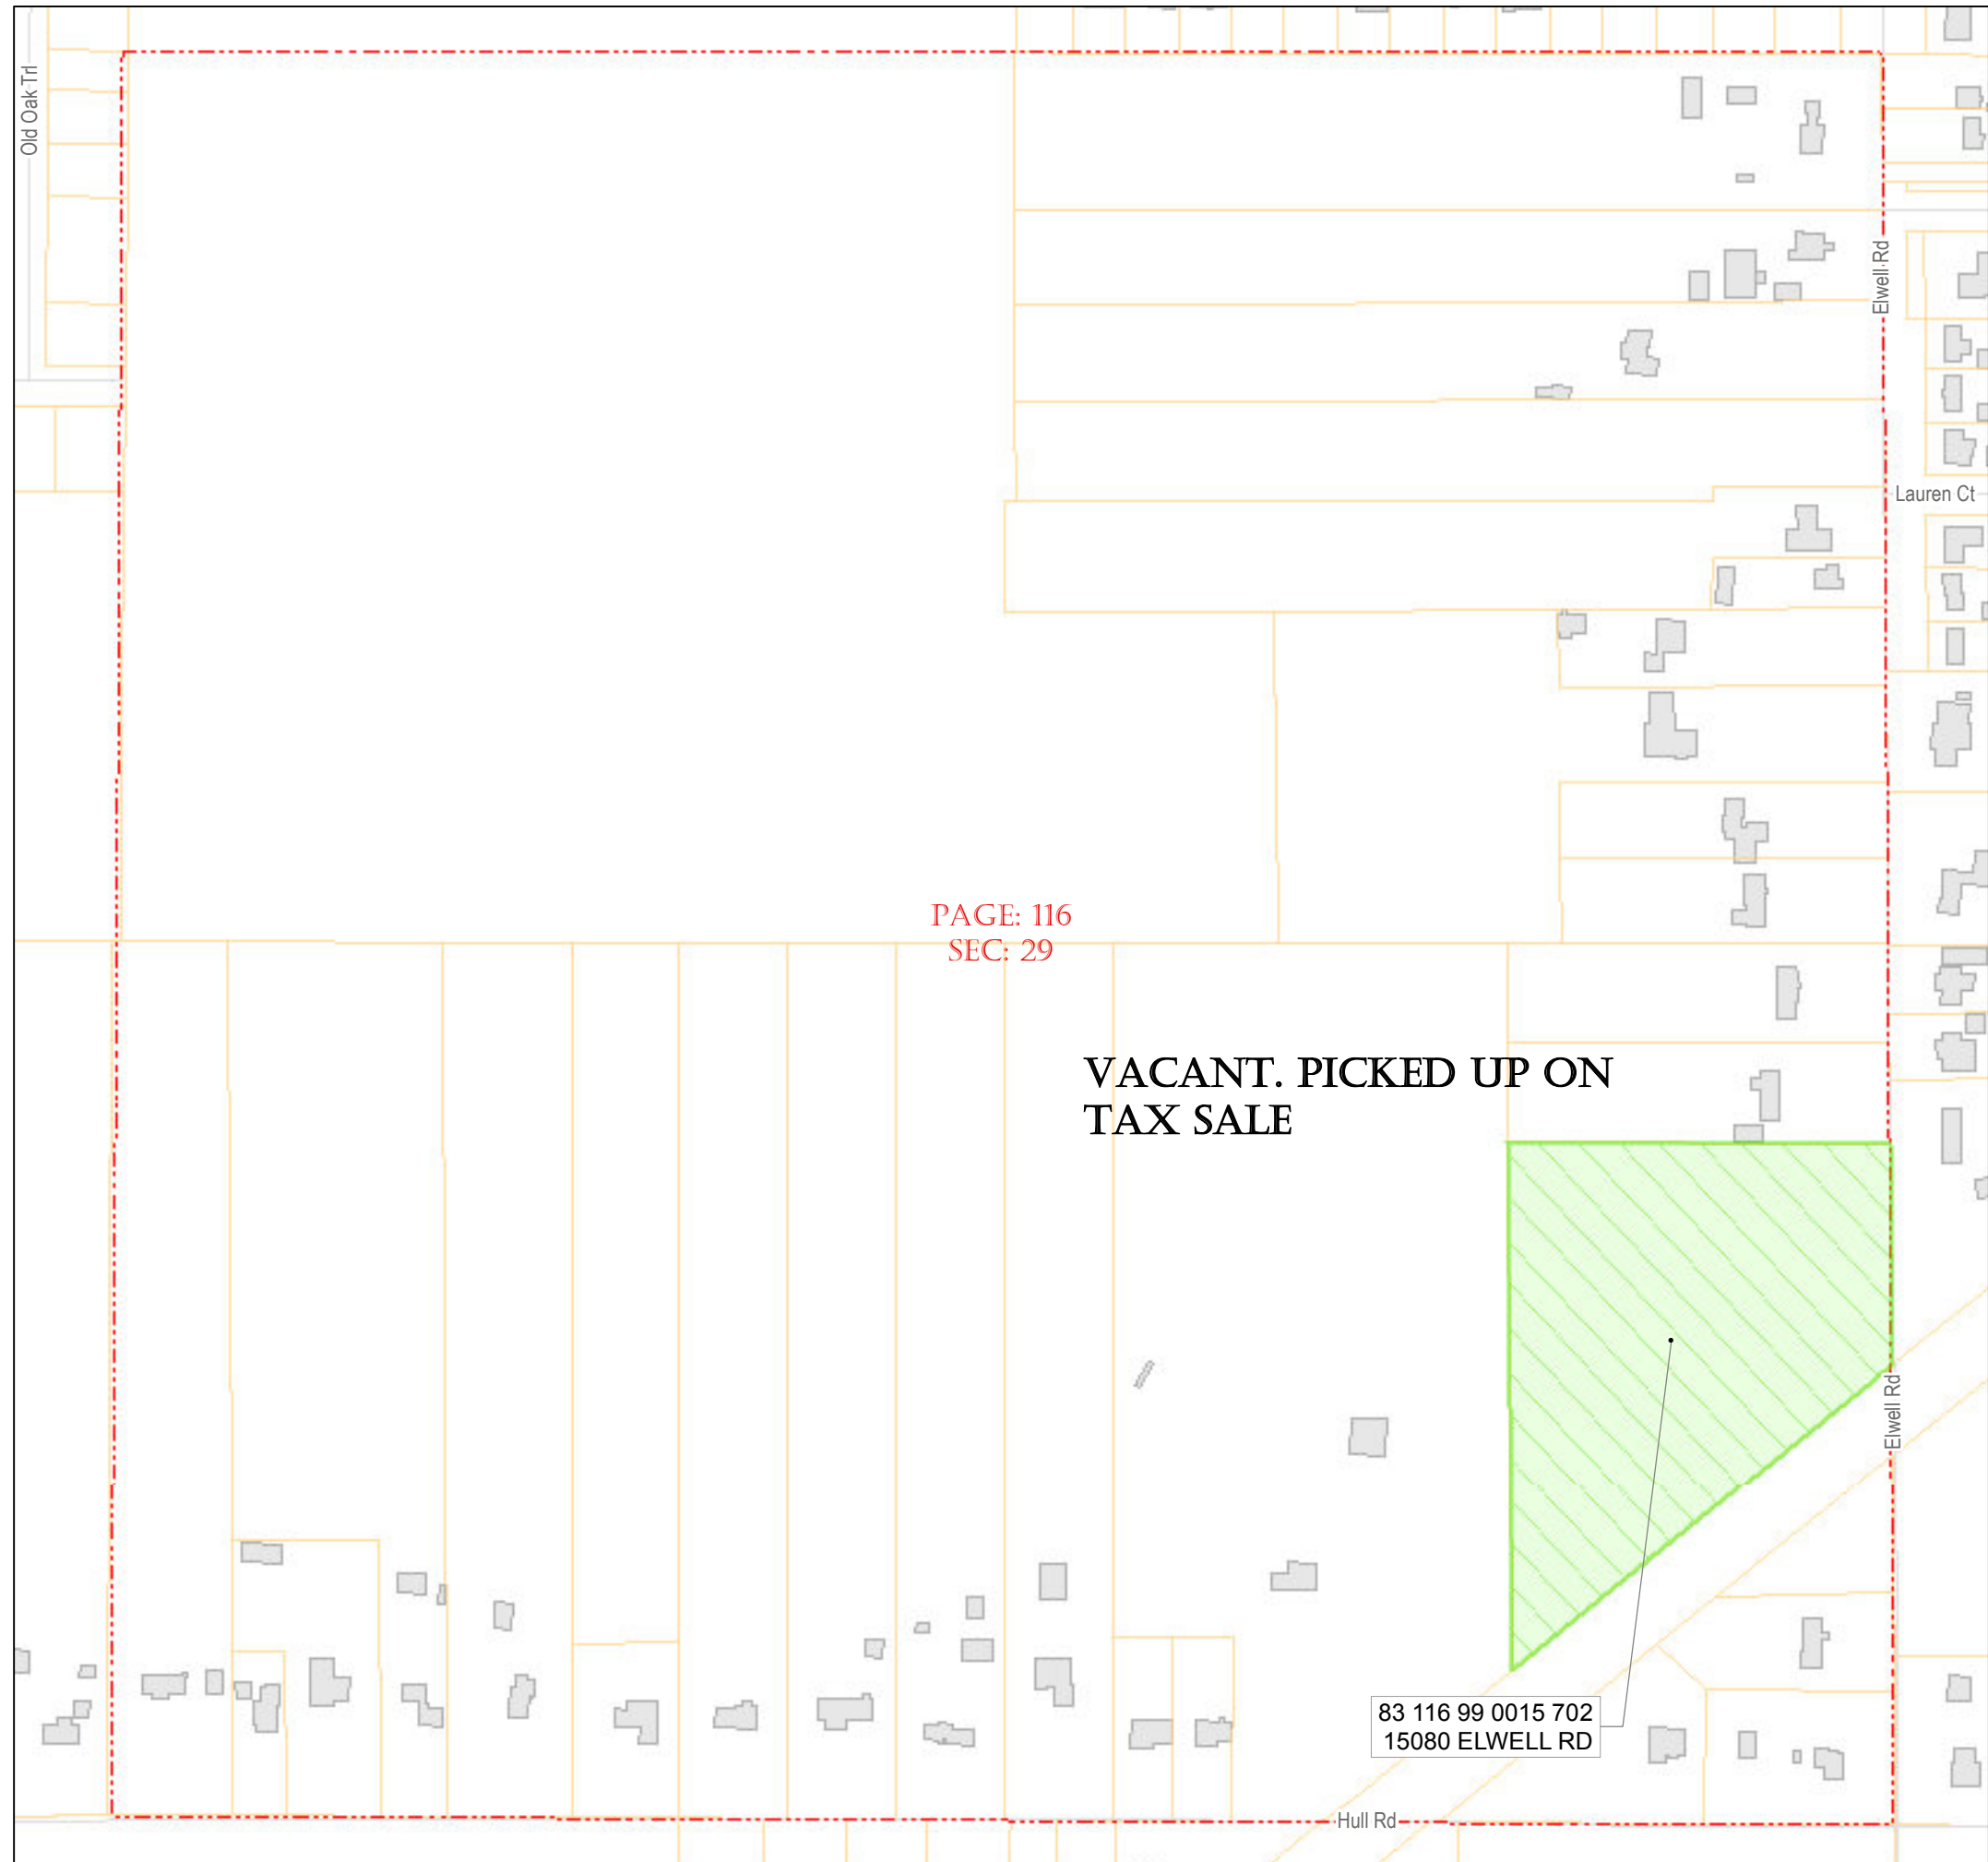 Old Oak Trl
Elwell Rd
Lauren Ct
PAGE: 116
SEC: 29
VACANT. PICKED UP ON
TAX SALE
Elwell Rd
83 116 99 0015 702
15080 ELWELL RD
Hull Rd